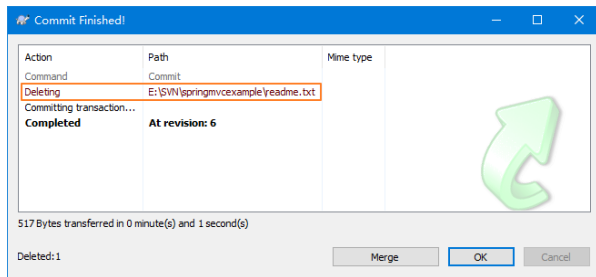 Commit Finished!
Action Path Mime type
Command Commit
Deleting E:\SVN\springmvcexample\readme.txt
Committing transaction...
Completed At revision: 6
517 Bytes transferred in 0 minute(s) and 1 second(s)
Deleted:1 Merge OK Cancel